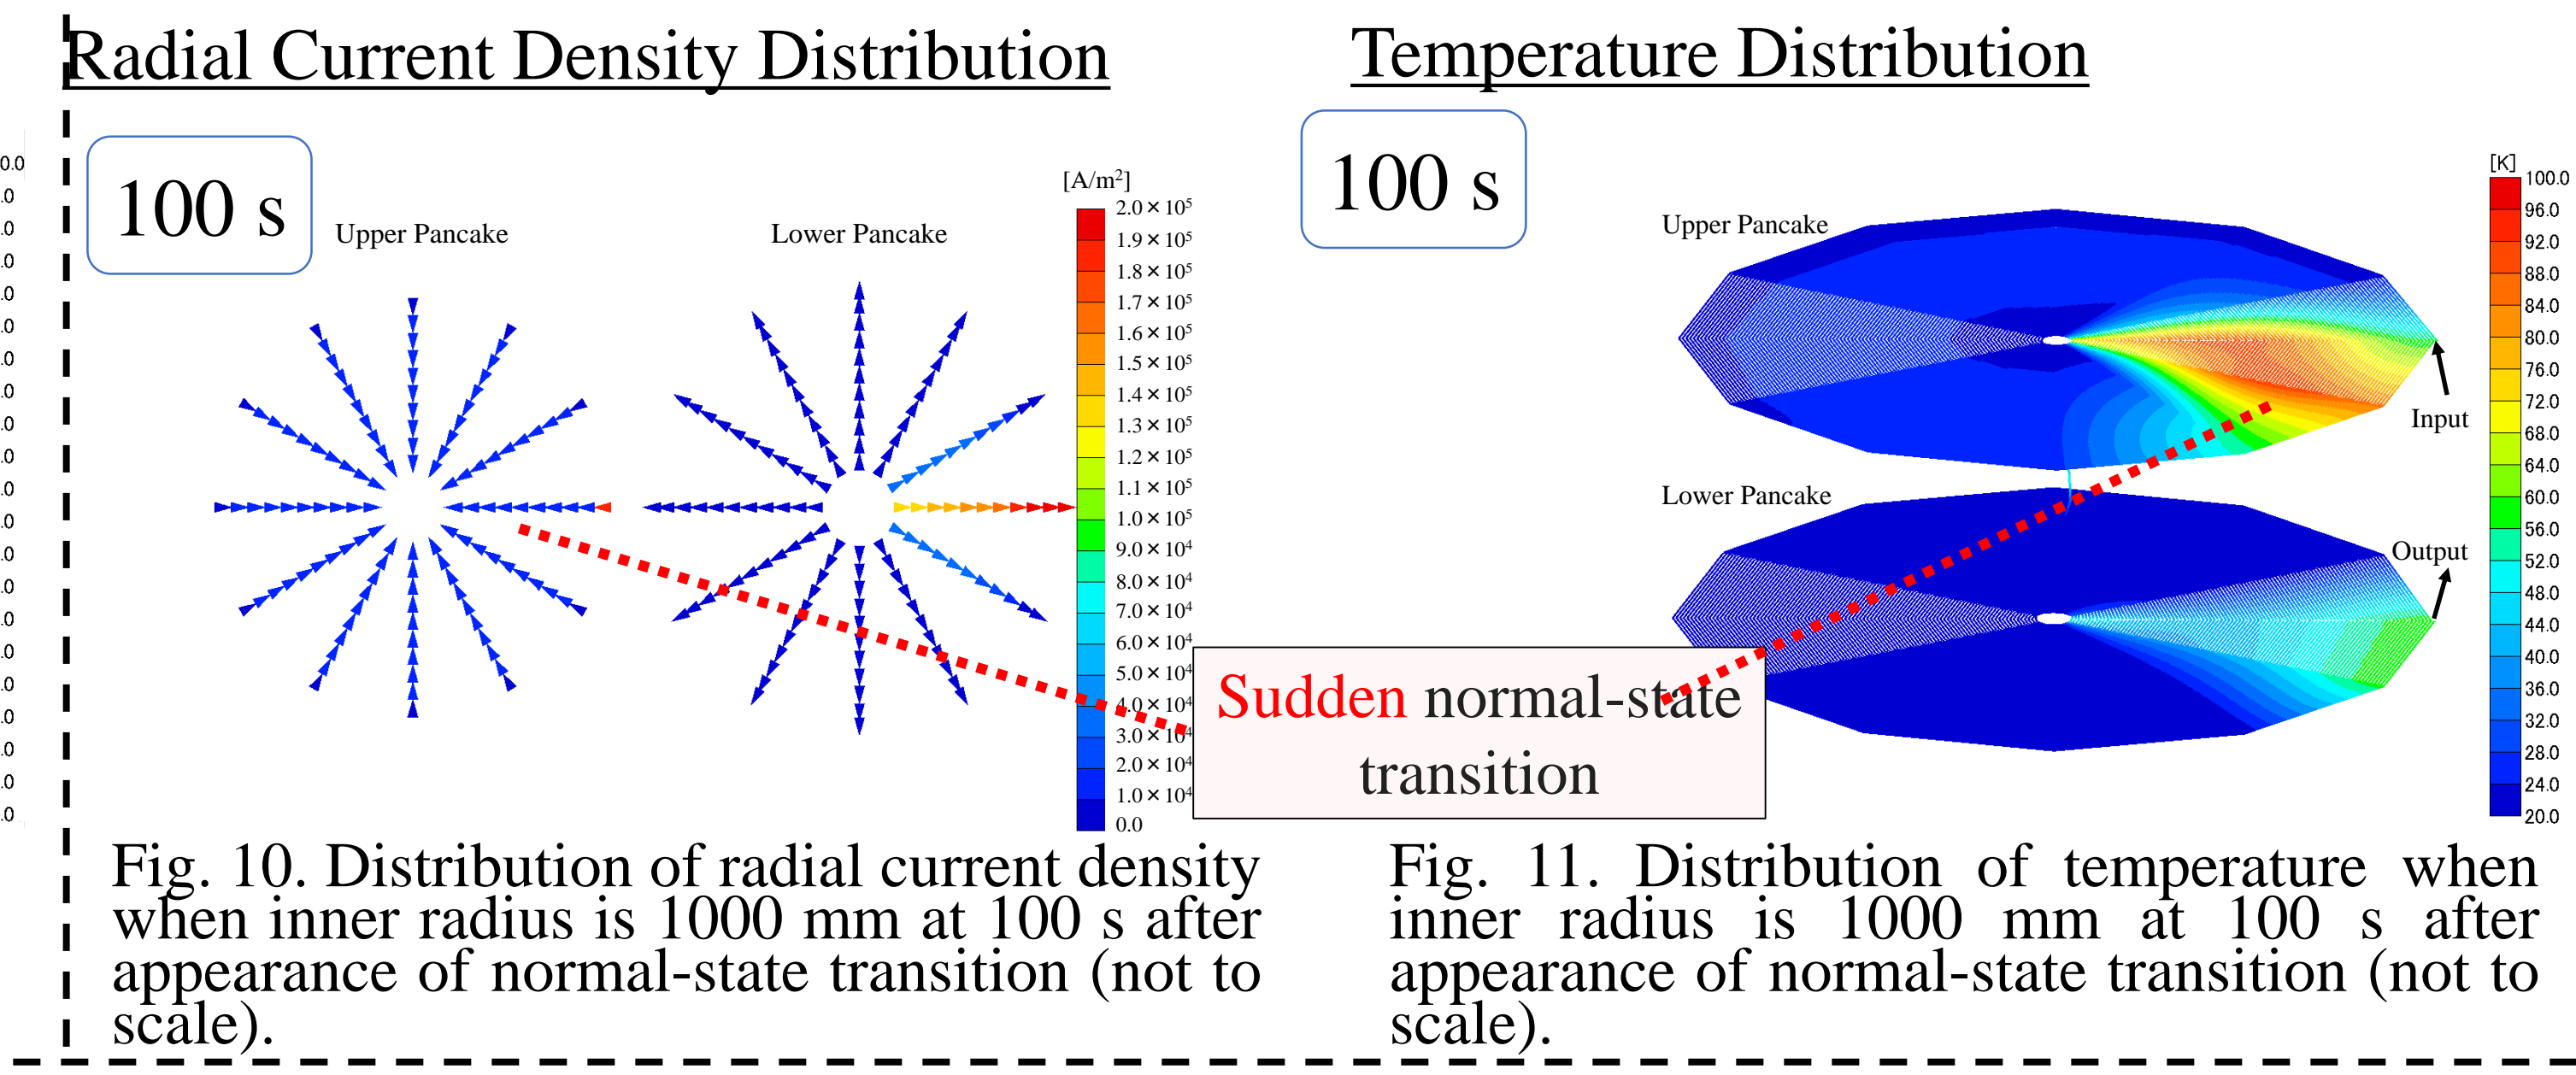 Radial Current Density Distribution
100 s
Upper Pancake
Lower Pancake
[A/m²]
2.0×10⁵
1.9×10⁵
1.8×10⁵
1.7×10⁵
1.6×10⁵
1.5×10⁵
1.4×10⁵
1.3×10⁵
1.2×10⁵
1.1×10⁵
1.0×10⁵
9.0×10⁴
8.0×10⁴
7.0×10⁴
6.0×10⁴
5.0×10⁴
4.0×10⁴
3.0×10⁴
2.0×10⁴
1.0×10⁴
0.0
Fig. 10. Distribution of radial current density
when inner radius is 1000 mm at 100 s after
appearance of normal-state transition (not to
scale).
Sudden normal-state
transition
Temperature Distribution
100 s
Upper Pancake
Input
Lower Pancake
Output
[K]
100.0
96.0
92.0
88.0
84.0
80.0
76.0
72.0
68.0
64.0
60.0
56.0
52.0
48.0
44.0
40.0
36.0
32.0
28.0
24.0
20.0
Fig. 11. Distribution of temperature when
inner radius is 1000 mm at 100 s after
appearance of normal-state transition (not to
scale).